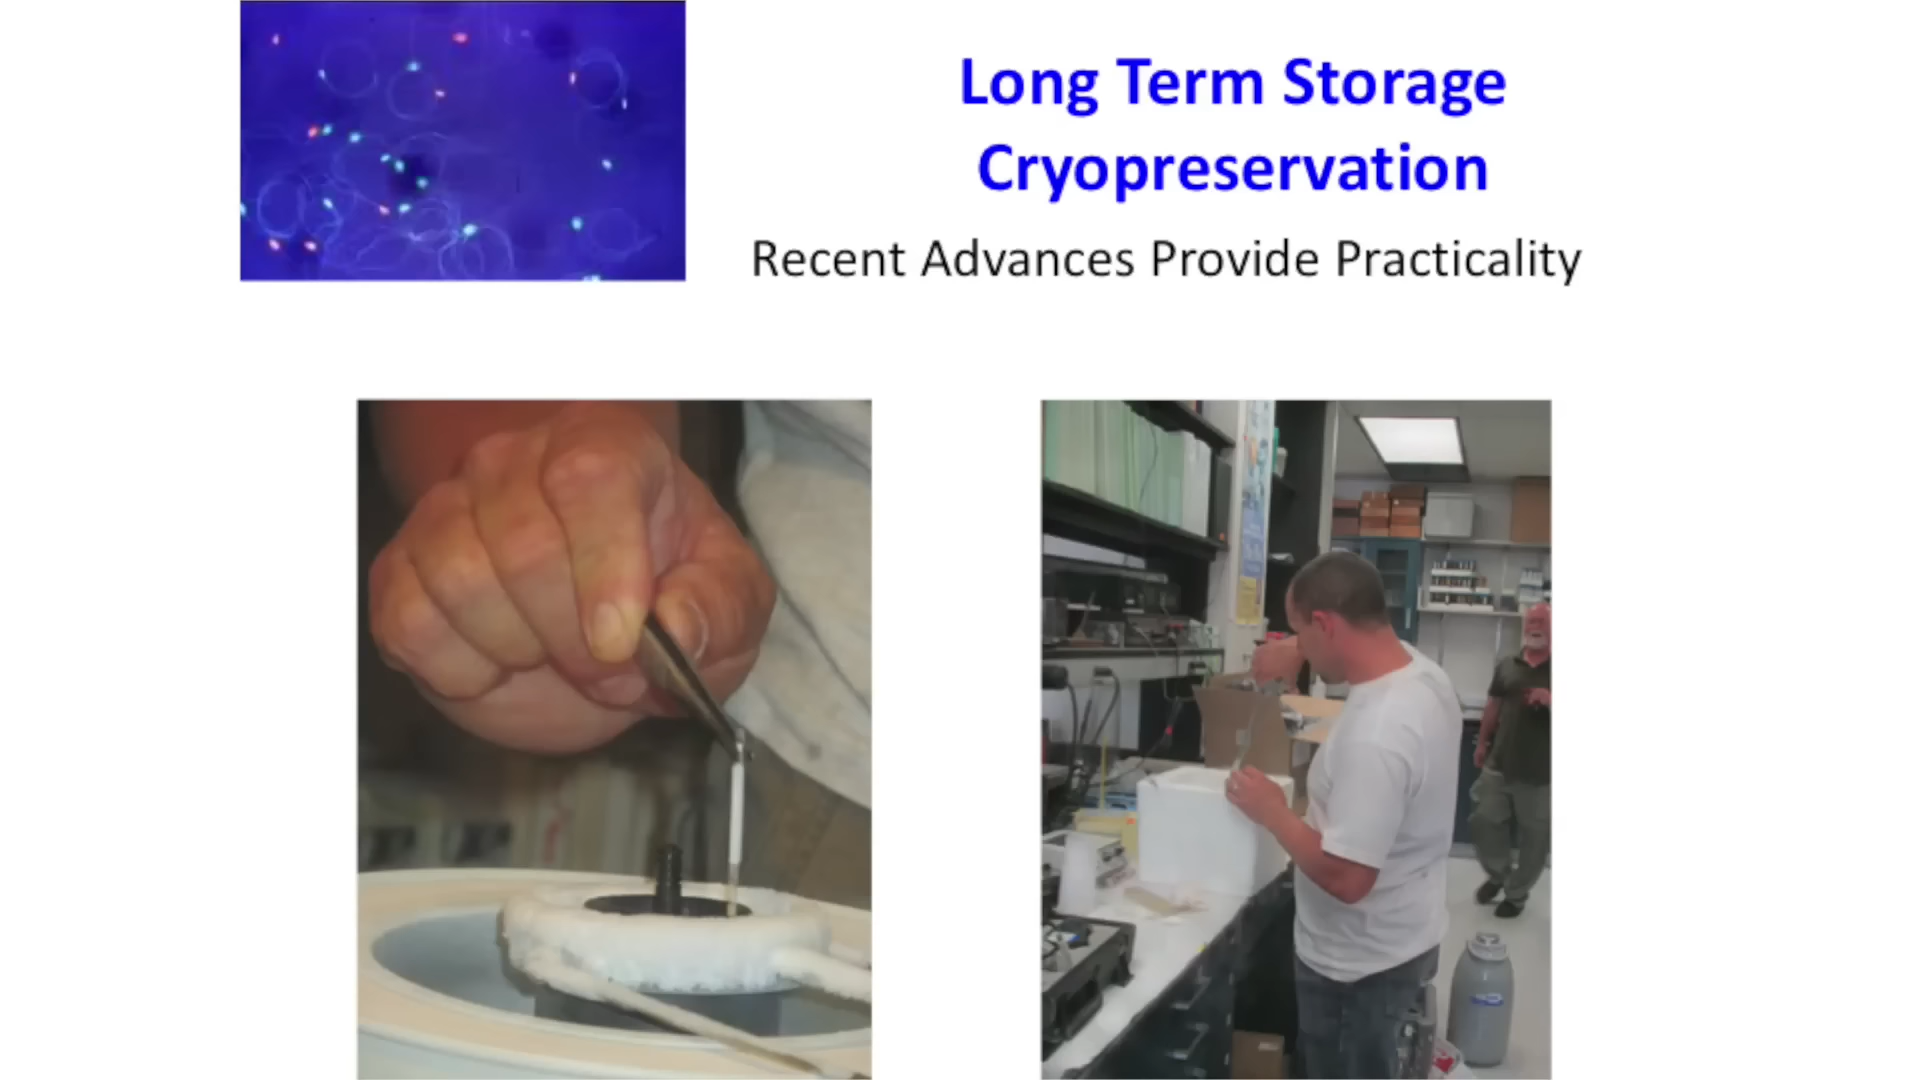 Long Term Storage
Cryopreservation
Recent Advances Provide Practicality